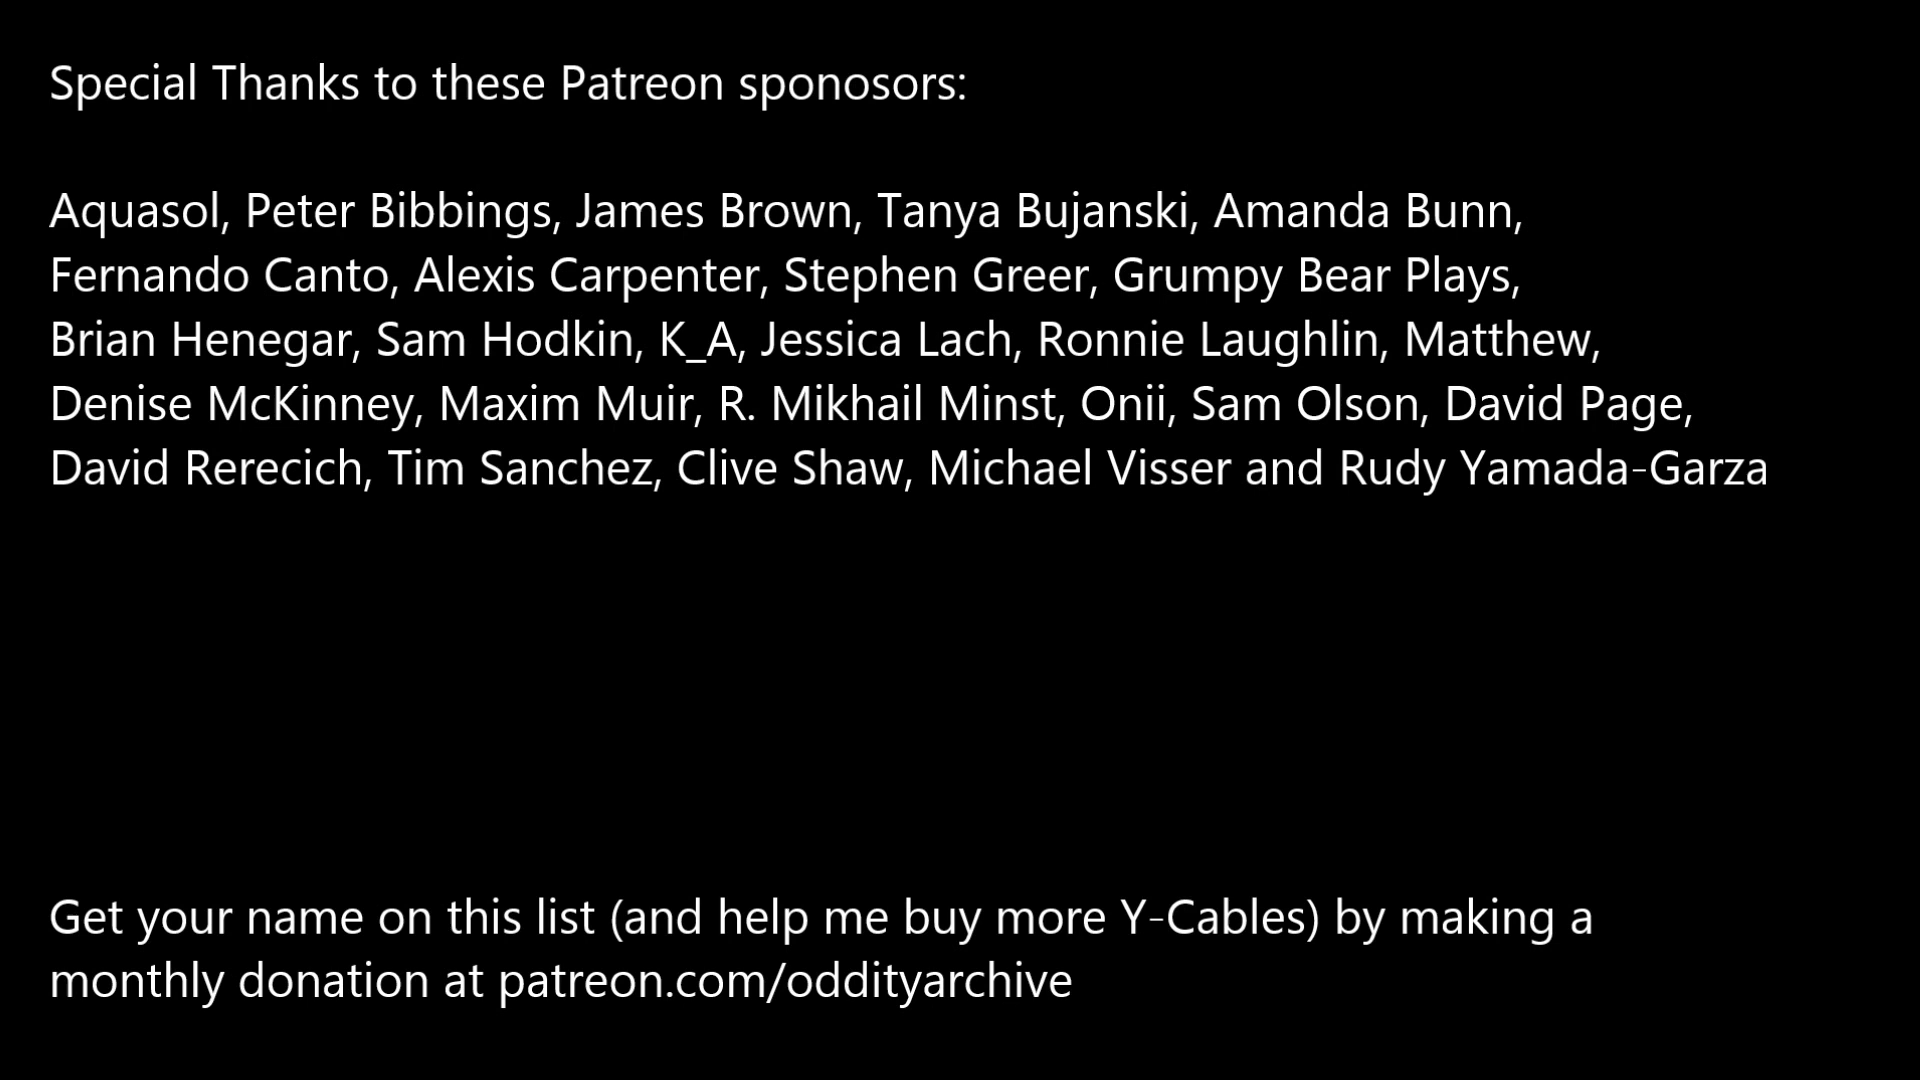 Special Thanks to these Patreon sponosors:
Aquasol, Peter Bibbings, James Brown, Tanya Bujanski, Amanda Bunn,
Fernando Canto, Alexis Carpenter, Stephen Greer, Grumpy Bear Plays,
Brian Henegar, Sam Hodkin, K_A, Jessica Lach, Ronnie Laughlin, Matthew,
Denise McKinney, Maxim Muir, R. Mikhail Minst, Onii, Sam Olson, David Page,
David Rerecich, Tim Sanchez, Clive Shaw, Michael Visser and Rudy Yamada-Garza
Get your name on this list (and help me buy more Y-Cables) by making a
monthly donation at patreon.com/oddityarchive